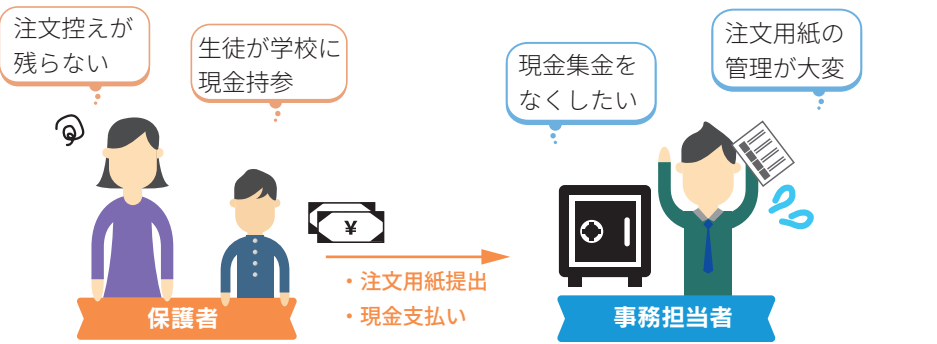 注文控えが
残らない
生徒が学校に
現金持参
現金集金を
なくしたい
注文用紙の
管理が大変
¥
・注文用紙提出
・現金支払い
保護者
事務担当者